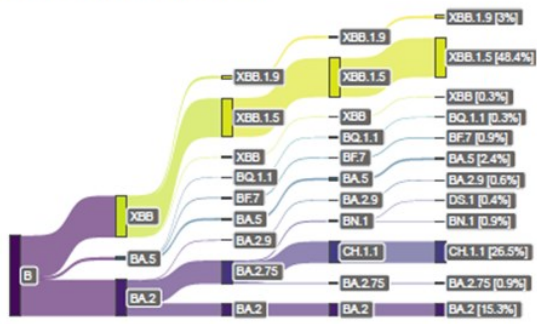 XBB.1.9 [3%]
XBB.1.9
XBB.1.5 [48.4%]
XBB.1.9
XBB.1.5
XBB [0.3%]
XBB.1.5
XBB
BQ.1.1 [0.3%]
BQ.1.1
BF.7 [0.9%]
XBB
BF.7
BA.5 [2.4%]
BQ.1.1
BA.5
BA.2.9 [0.6%]
BF.7
BA.2.9
DS.1 [0.4%]
XBB
BA.5
BN.1
BN.1 [0.9%]
BA.2.9
CH.1.1
CH.1.1 [26.5%]
BA.5
B
BA.2.75
BA.2.75
BA.2.75 [0.9%]
BA.2
BA.2
BA.2
BA.2 [15.3%]